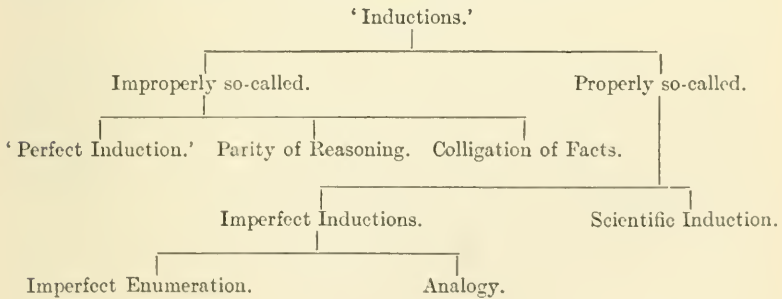 ‘Inductions.’
Improperly so-called. Properly so-called.
‘Perfect Induction.’ Parity of Reasoning. Colligation of Facts.
Imperfect Inductions. Scientific Induction.
Imperfect Enumeration. Analogy.